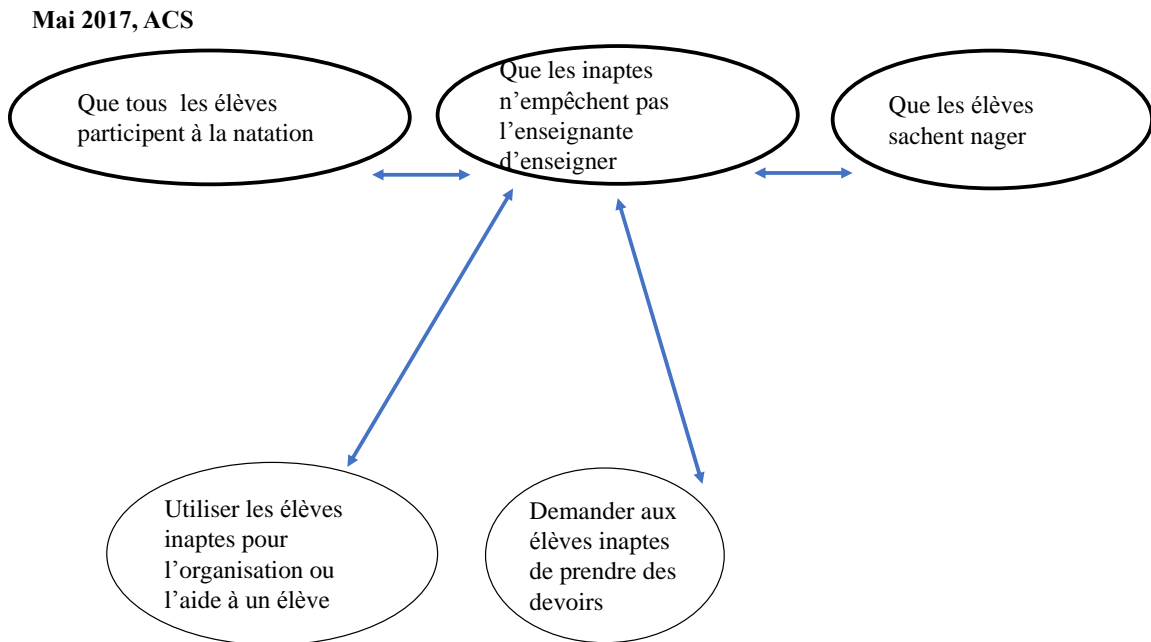 Mai 2017, ACS
Que tous les élèves
participent à la natation
Que les inaptes
n’empêchent pas
l’enseignante
d’enseigner
Que les élèves
sachent nager
Utiliser les élèves
inaptes pour
l’organisation ou
l’aide à un élève
Demander aux
élèves inaptes
de prendre des
devoirs